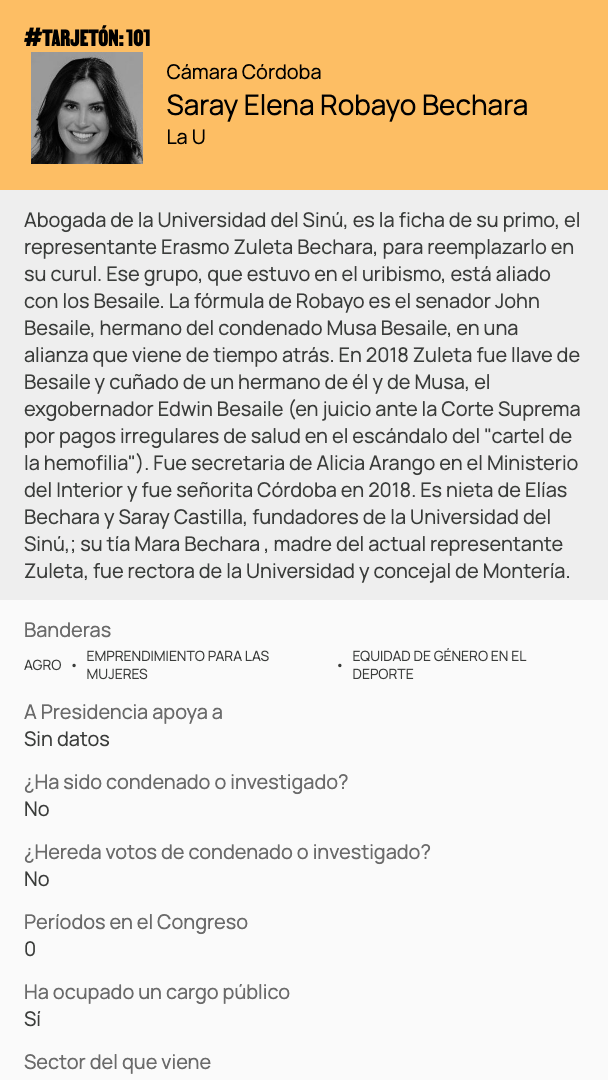 #TARJETÓN: 101
Cámara Córdoba
Saray Elena Robayo Bechara
La U
Abogada de la Universidad del Sinú, es la ficha de su primo, el
representante Erasmo Zuleta Bechara, para reemplazarlo en
su curul. Ese grupo, que estuvo en el uribismo, está aliado
con los Besaile. La fórmula de Robayo es el senador John
Besaile, hermano del condenado Musa Besaile, en una
alianza que viene de tiempo atrás. En 2018 Zuleta fue llave de
Besaile y cuñado de un hermano de él y de Musa, el
exgobernador Edwin Besaile (en juicio ante la Corte Suprema
por pagos irregulares de salud en el escándalo del "cartel de
la hemofilia"). Fue secretaria de Alicia Arango en el Ministerio
del Interior y fue señorita Córdoba en 2018. Es nieta de Elías
Bechara y Saray Castilla, fundadores de la Universidad del
Sinú,; su tía Mara Bechara , madre del actual representante
Zuleta, fue rectora de la Universidad y concejal de Montería.
Banderas
AGRO • EMPRENDIMIENTO PARA LAS MUJERES • EQUIDAD DE GÉNERO EN EL DEPORTE
A Presidencia apoya a
Sin datos
¿Ha sido condenado o investigado?
No
¿Hereda votos de condenado o investigado?
No
Períodos en el Congreso
0
Ha ocupado un cargo público
Sí
Sector del que viene